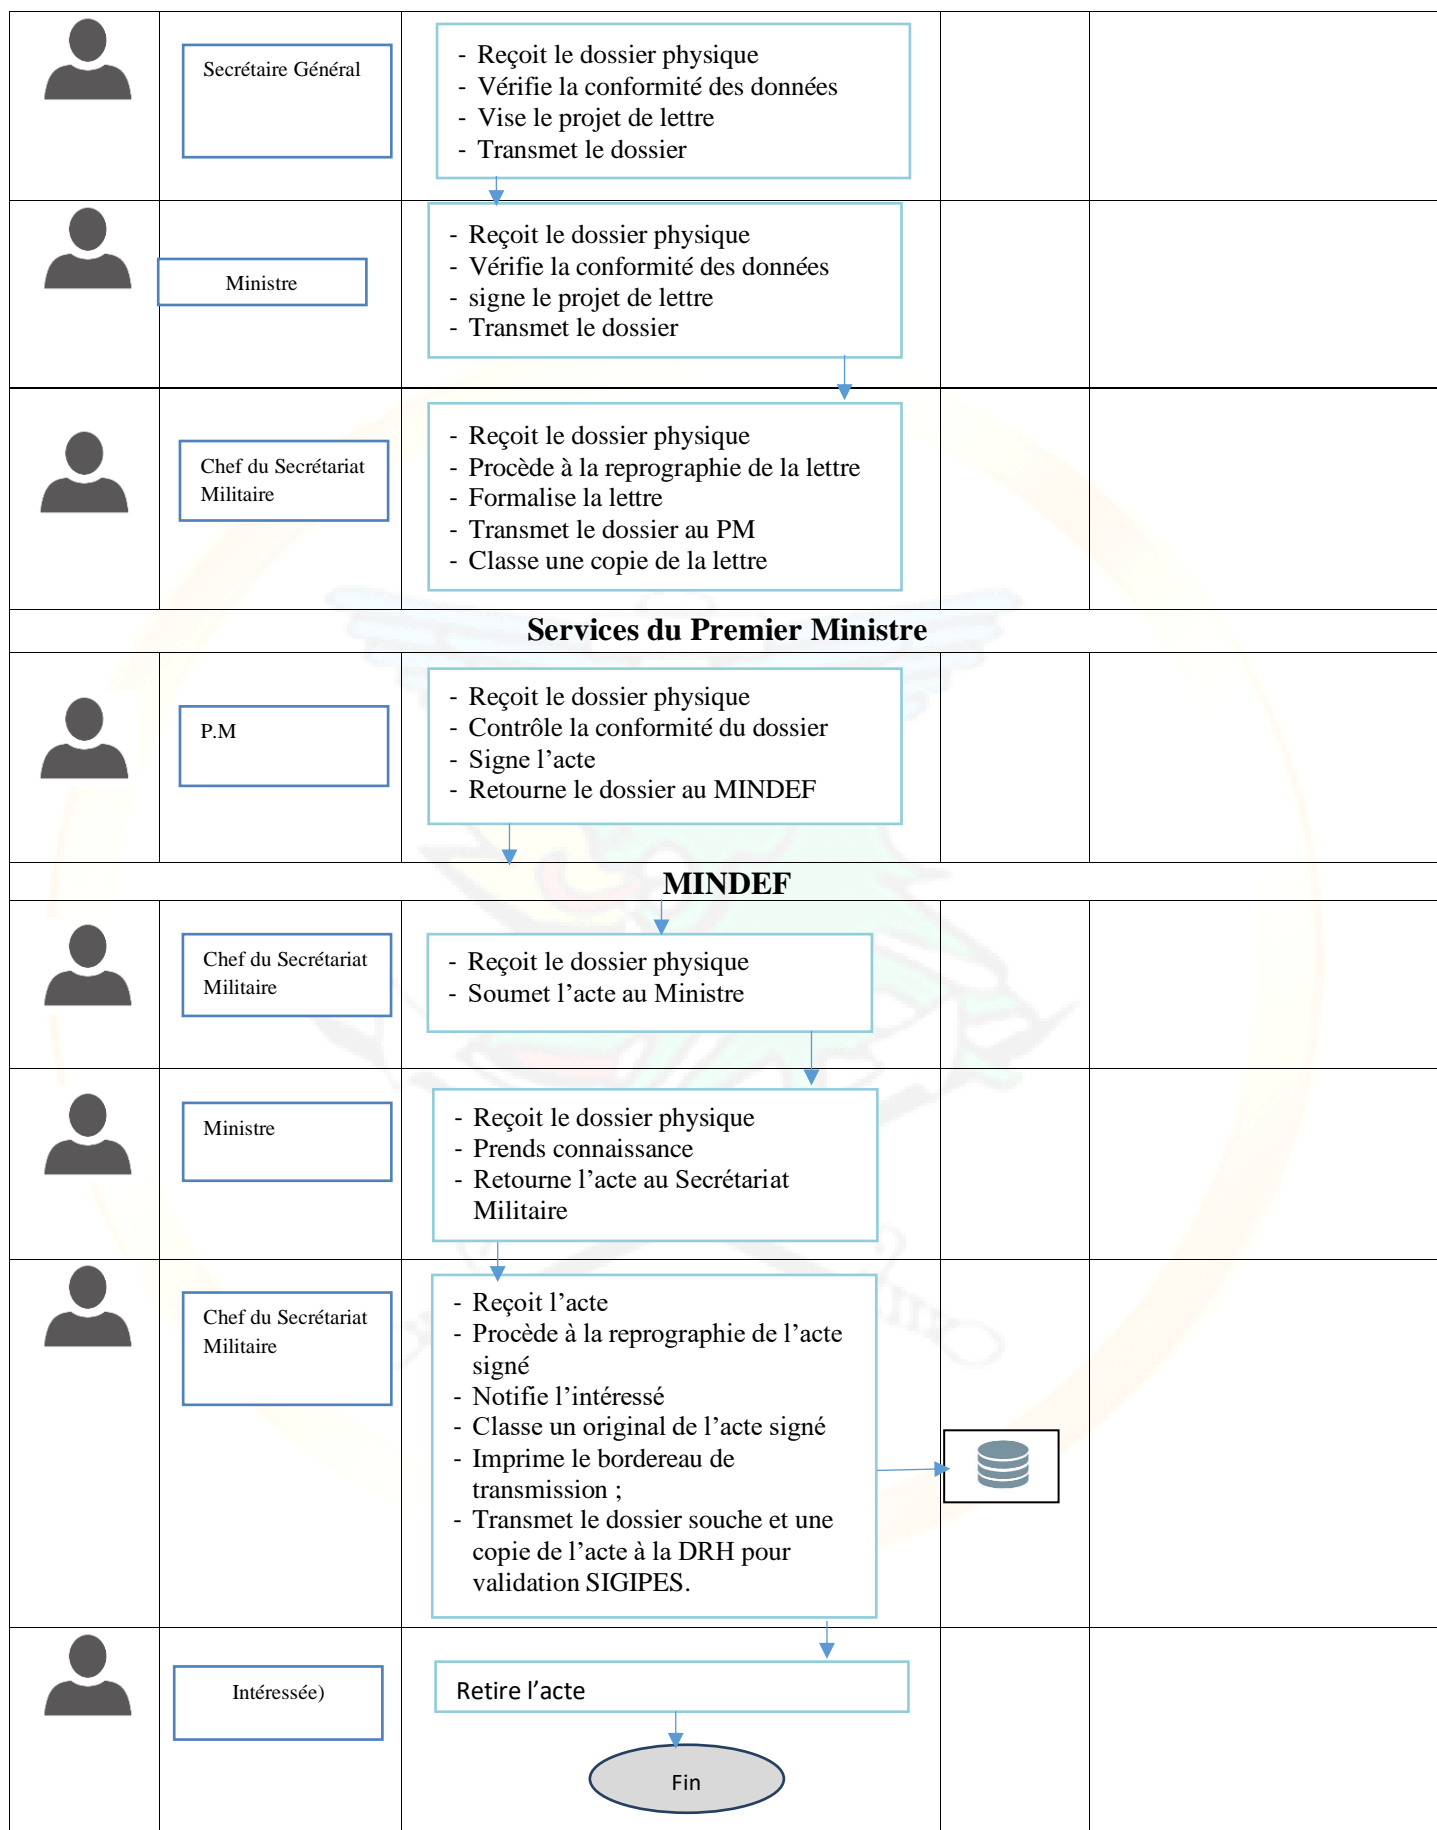 Secrétaire Général
- Reçoit le dossier physique
- Vérifie la conformité des données
- Vise le projet de lettre
- Transmet le dossier
Ministre
- Reçoit le dossier physique
- Vérifie la conformité des données
- signe le projet de lettre
- Transmet le dossier
Chef du Secrétariat
Militaire
- Reçoit le dossier physique
- Procède à la reprographie de la lettre
- Formalise la lettre
- Transmet le dossier au PM
- Classe une copie de la lettre
Services du Premier Ministre
P.M
- Reçoit le dossier physique
- Contrôle la conformité du dossier
- Signe l’acte
- Retourne le dossier au MINDEF
MINDEF
Chef du Secrétariat
Militaire
- Reçoit le dossier physique
- Soumet l’acte au Ministre
Ministre
- Reçoit le dossier physique
- Prends connaissance
- Retourne l’acte au Secrétariat
Militaire
Chef du Secrétariat
Militaire
- Reçoit l’acte
- Procède à la reprographie de l’acte
signé
- Notifie l’intéressé
- Classe un original de l’acte signé
- Imprime le bordereau de
transmission ;
- Transmet le dossier souche et une
copie de l’acte à la DRH pour
validation SIGIPES.
Intéressée)
Retire l’acte
Fin